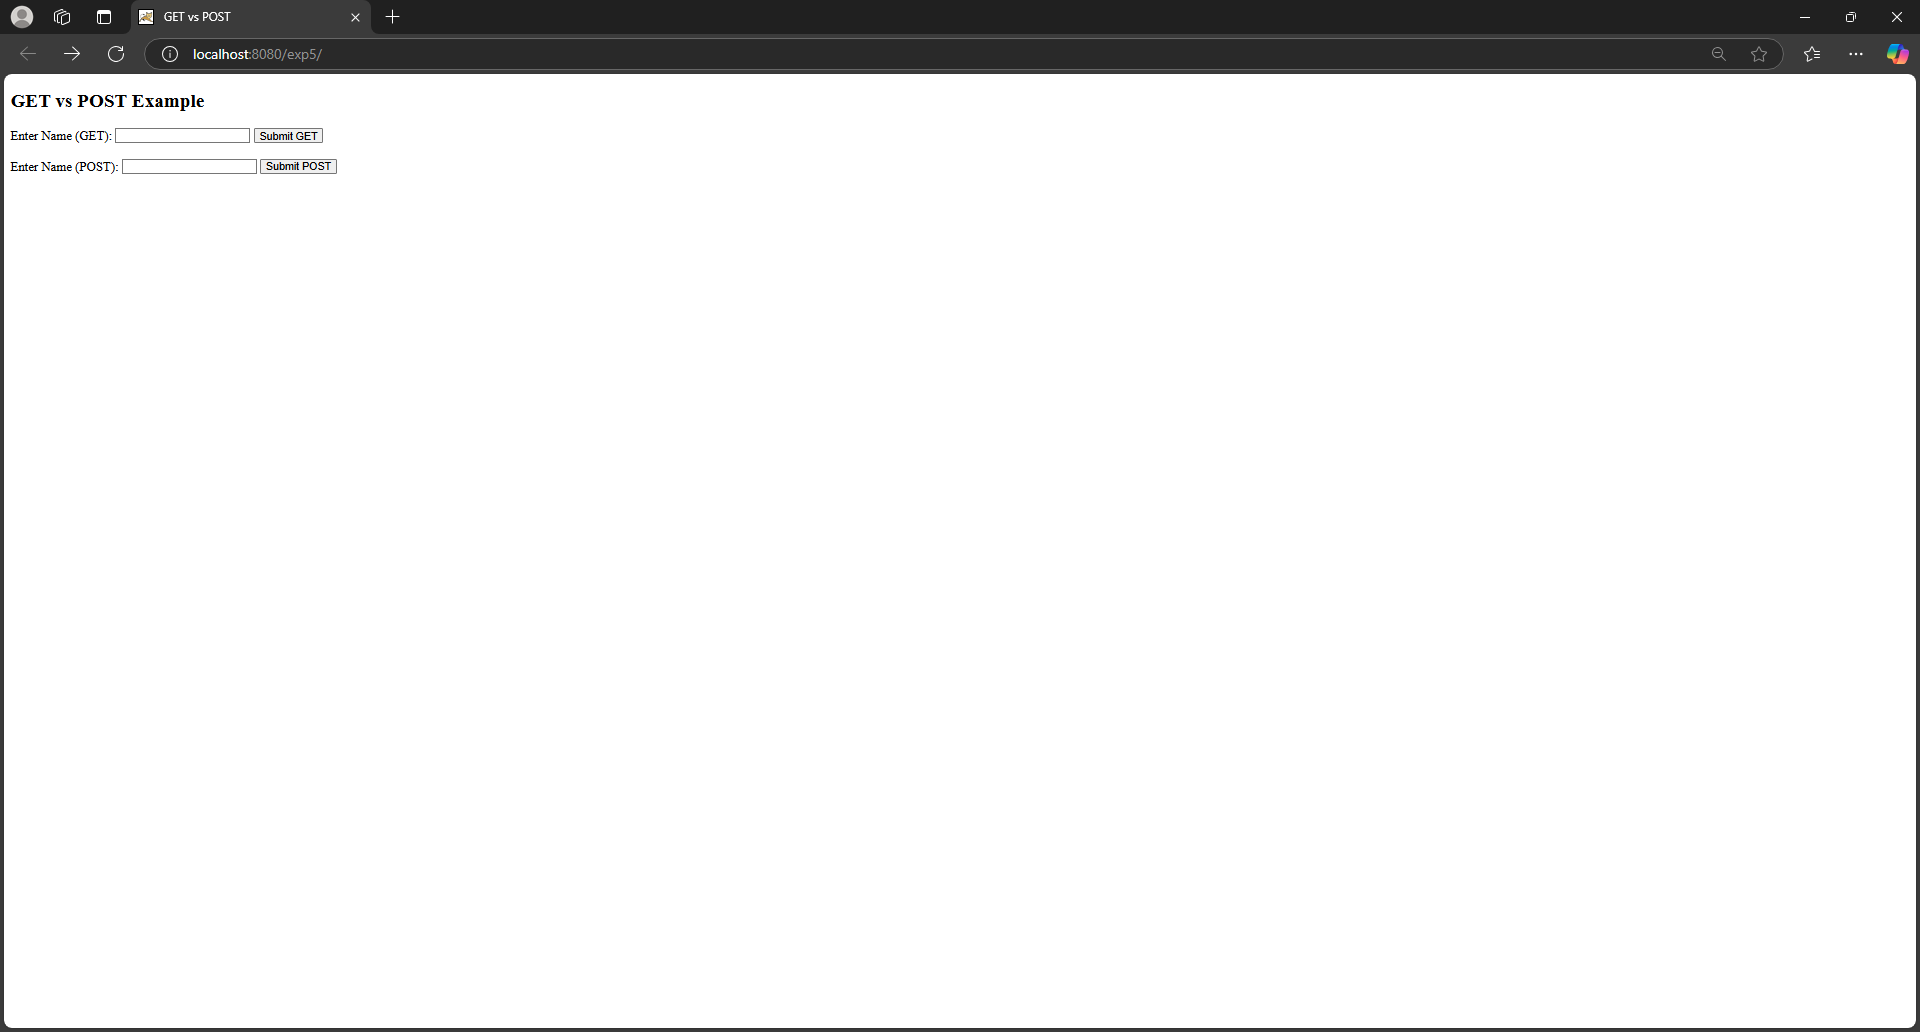 GET vs POST
localhost:8080/exp5/
GET vs POST Example
Enter Name (GET): Submit GET
Enter Name (POST): Submit POST